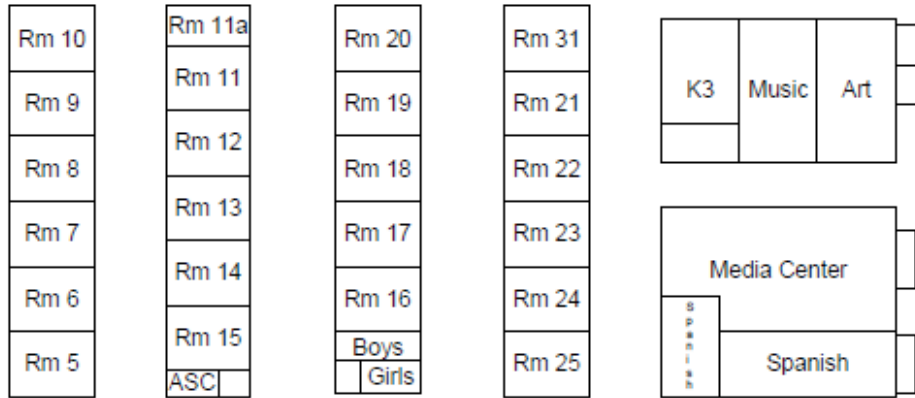 Rm 10
Rm 9
Rm 8
Rm 7
Rm 6
Rm 5
Rm 11a
Rm 11
Rm 12
Rm 13
Rm 14
Rm 15
ASC
Rm 20
Rm 19
Rm 18
Rm 17
Rm 16
Boys
Girls
Rm 31
Rm 21
Rm 22
Rm 23
Rm 24
Rm 25
K3
Music
Art
Media Center
Spanish
Spanish